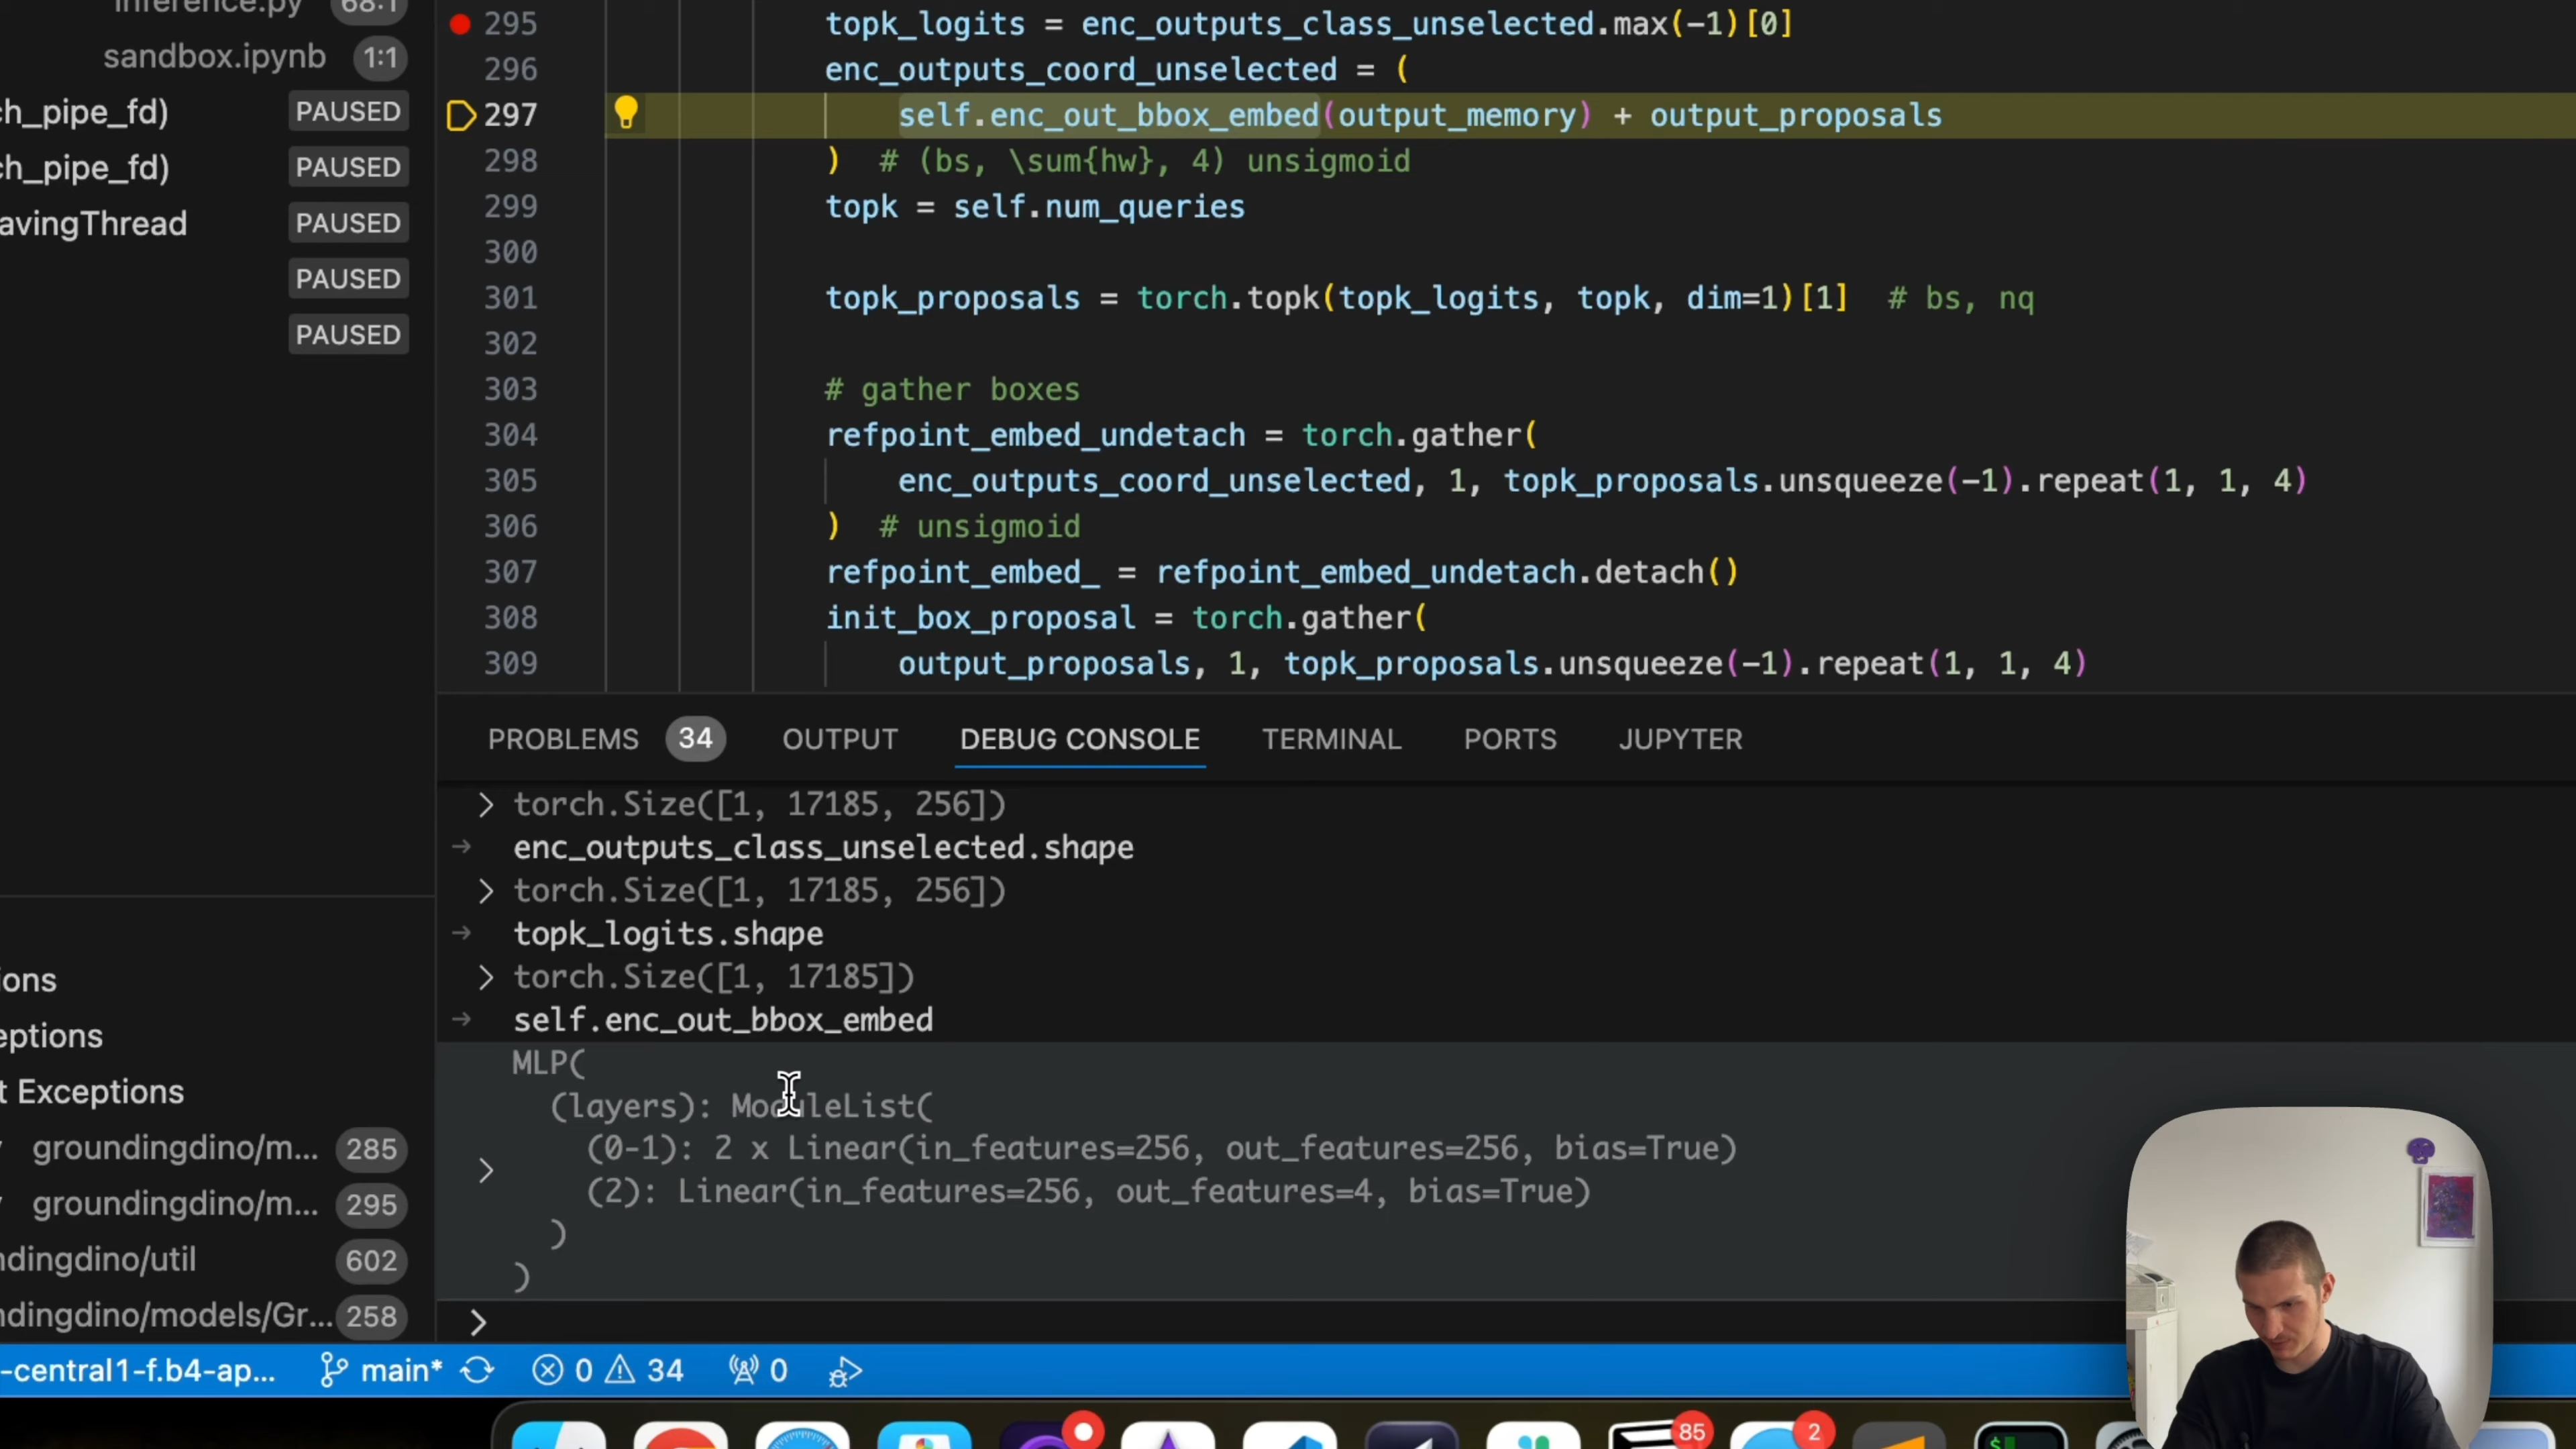 inference.py 68:1
sandbox.ipynb 1:1
ch_pipe_fd) PAUSED
ch_pipe_fd) PAUSED
avingThread PAUSED
PAUSED
PAUSED
ions
eptions
t Exceptions
groundingdino/m... 285
groundingdino/m... 295
ndingdino/util 602
ndingdino/models/Gr... 258
295 topk_logits = enc_outputs_class_unselected.max(-1)[0]
296 enc_outputs_coord_unselected = (
297 self.enc_out_bbox_embed(output_memory) + output_proposals
298 ) # (bs, \sum{hw}, 4) unsigmoid
299 topk = self.num_queries
300
301 topk_proposals = torch.topk(topk_logits, topk, dim=1)[1] # bs, nq
302
303 # gather boxes
304 refpoint_embed_undetach = torch.gather(
305 enc_outputs_coord_unselected, 1, topk_proposals.unsqueeze(-1).repeat(1, 1, 4)
306 ) # unsigmoid
307 refpoint_embed_ = refpoint_embed_undetach.detach()
308 init_box_proposal = torch.gather(
309 output_proposals, 1, topk_proposals.unsqueeze(-1).repeat(1, 1, 4)
PROBLEMS 34 OUTPUT DEBUG CONSOLE TERMINAL PORTS JUPYTER
torch.Size([1, 17185, 256])
enc_outputs_class_unselected.shape
torch.Size([1, 17185, 256])
topk_logits.shape
torch.Size([1, 17185])
self.enc_out_bbox_embed
MLP(
(layers): ModuleList(
(0-1): 2 x Linear(in_features=256, out_features=256, bias=True)
(2): Linear(in_features=256, out_features=4, bias=True)
)
)
-central1-f.b4-ap... main* 0 34 0
85 2
$